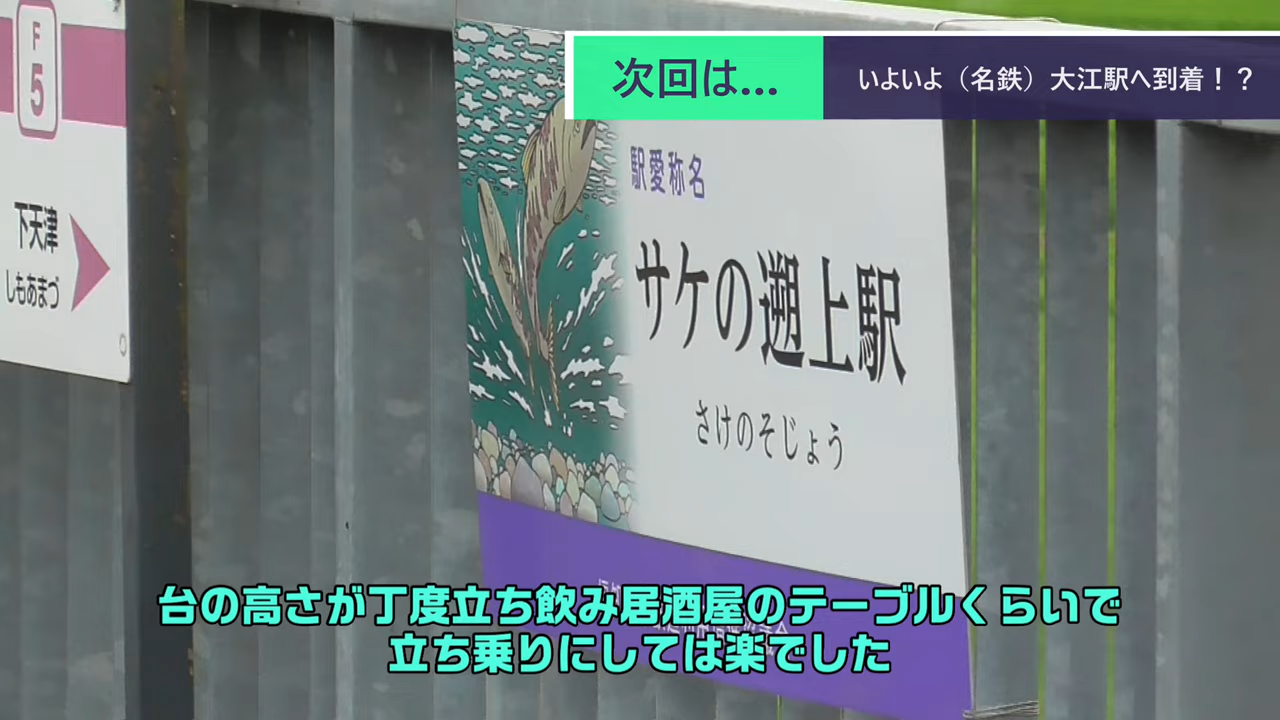 次回は…
いよいよ（名鉄）大江駅へ到着！？
F
5
下天津
しもあまづ
駅愛称名
サケの遡上駅
さけのそじょう
台の高さが丁度立ち飲み居酒屋のテーブルくらいで
立ち乗りにしては楽でした